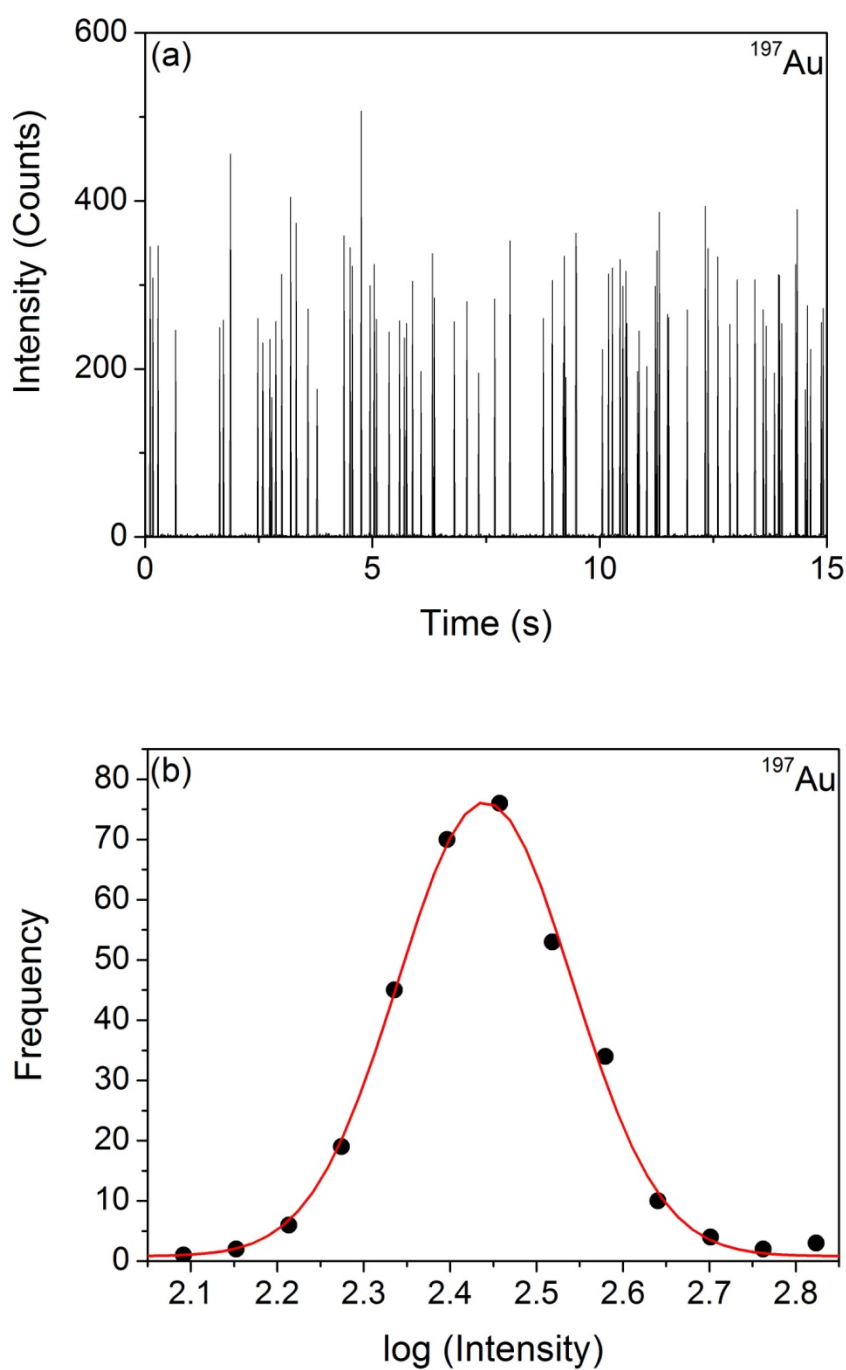 (a)
¹⁹⁷Au
600
400
200
0
Intensity (Counts)
0 5 10 15
Time (s)
(b)
¹⁹⁷Au
80
70
60
50
40
30
20
10
0
Frequency
2.1 2.2 2.3 2.4 2.5 2.6 2.7 2.8
log (Intensity)